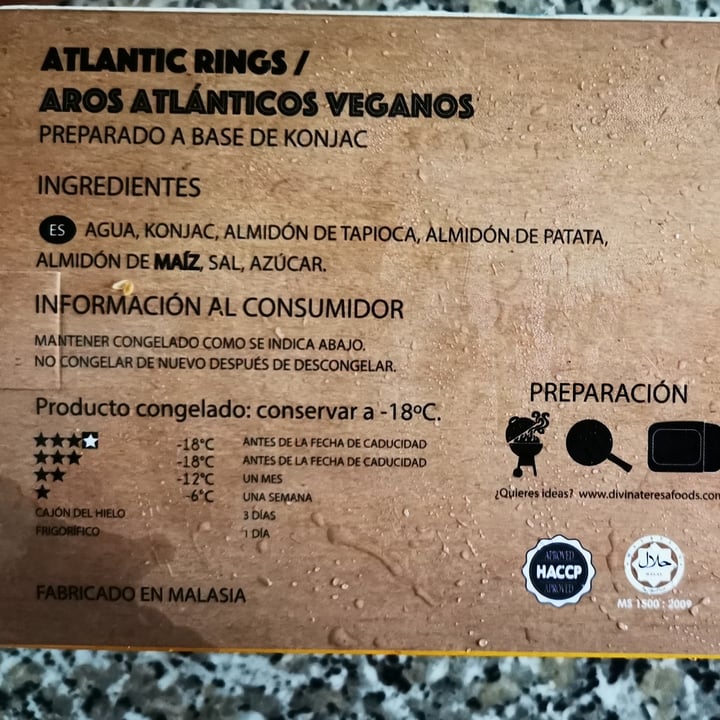 ATLANTIC RINGS /
AROS ATLÁNTICOS VEGANOS
PREPARADO A BASE DE KONJAC
INGREDIENTES
ES AGUA, KONJAC, ALMIDÓN DE TAPIOCA, ALMIDÓN DE PATATA,
ALMIDÓN DE MAÍZ, SAL, AZÚCAR.
INFORMACIÓN AL CONSUMIDOR
MANTENER CONGELADO COMO SE INDICA ABAJO.
NO CONGELAR DE NUEVO DESPUÉS DE DESCONGELAR.
Producto congelado: conservar a -18ºC.
-18°C ANTES DE LA FECHA DE CADUCIDAD
-18°C ANTES DE LA FECHA DE CADUCIDAD
-12°C UN MES
-6°C UNA SEMANA
CAJÓN DEL HIELO 3 DÍAS
FRIGORÍFICO 1 DÍA
FABRICADO EN MALASIA
PREPARACIÓN
¿Quieres ideas? www.divinateresafoods.com
APROVED
HACCP
APROVED
حلال
HALAL
MS 1500 : 2009